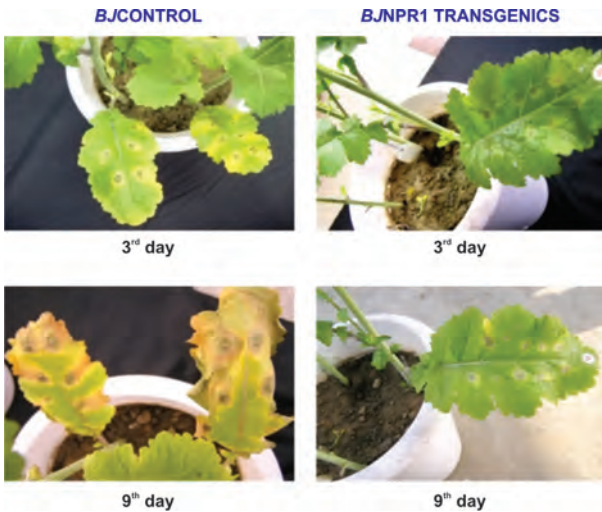 BJCONTROL
BJNPR1 TRANSGENICS
3rd day
3rd day
9th day
9th day